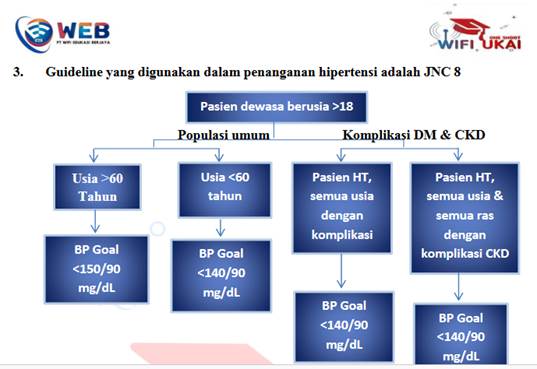 WEB
PT WIFI EDUKASI BERJAYA
ONE SHOOT
WIFI UKAI
3. Guideline yang digunakan dalam penanganan hipertensi adalah JNC 8
Pasien dewasa berusia >18
Populasi umum
Komplikasi DM & CKD
Usia >60
Tahun
BP Goal
<150/90
mg/dL
Usia <60
tahun
BP Goal
<140/90
mg/dL
Pasien HT,
semua usia
dengan
komplikasi
BP Goal
<140/90
mg/dL
Pasien HT,
semua usia &
semua ras
dengan
komplikasi CKD
BP Goal
<140/90
mg/dL